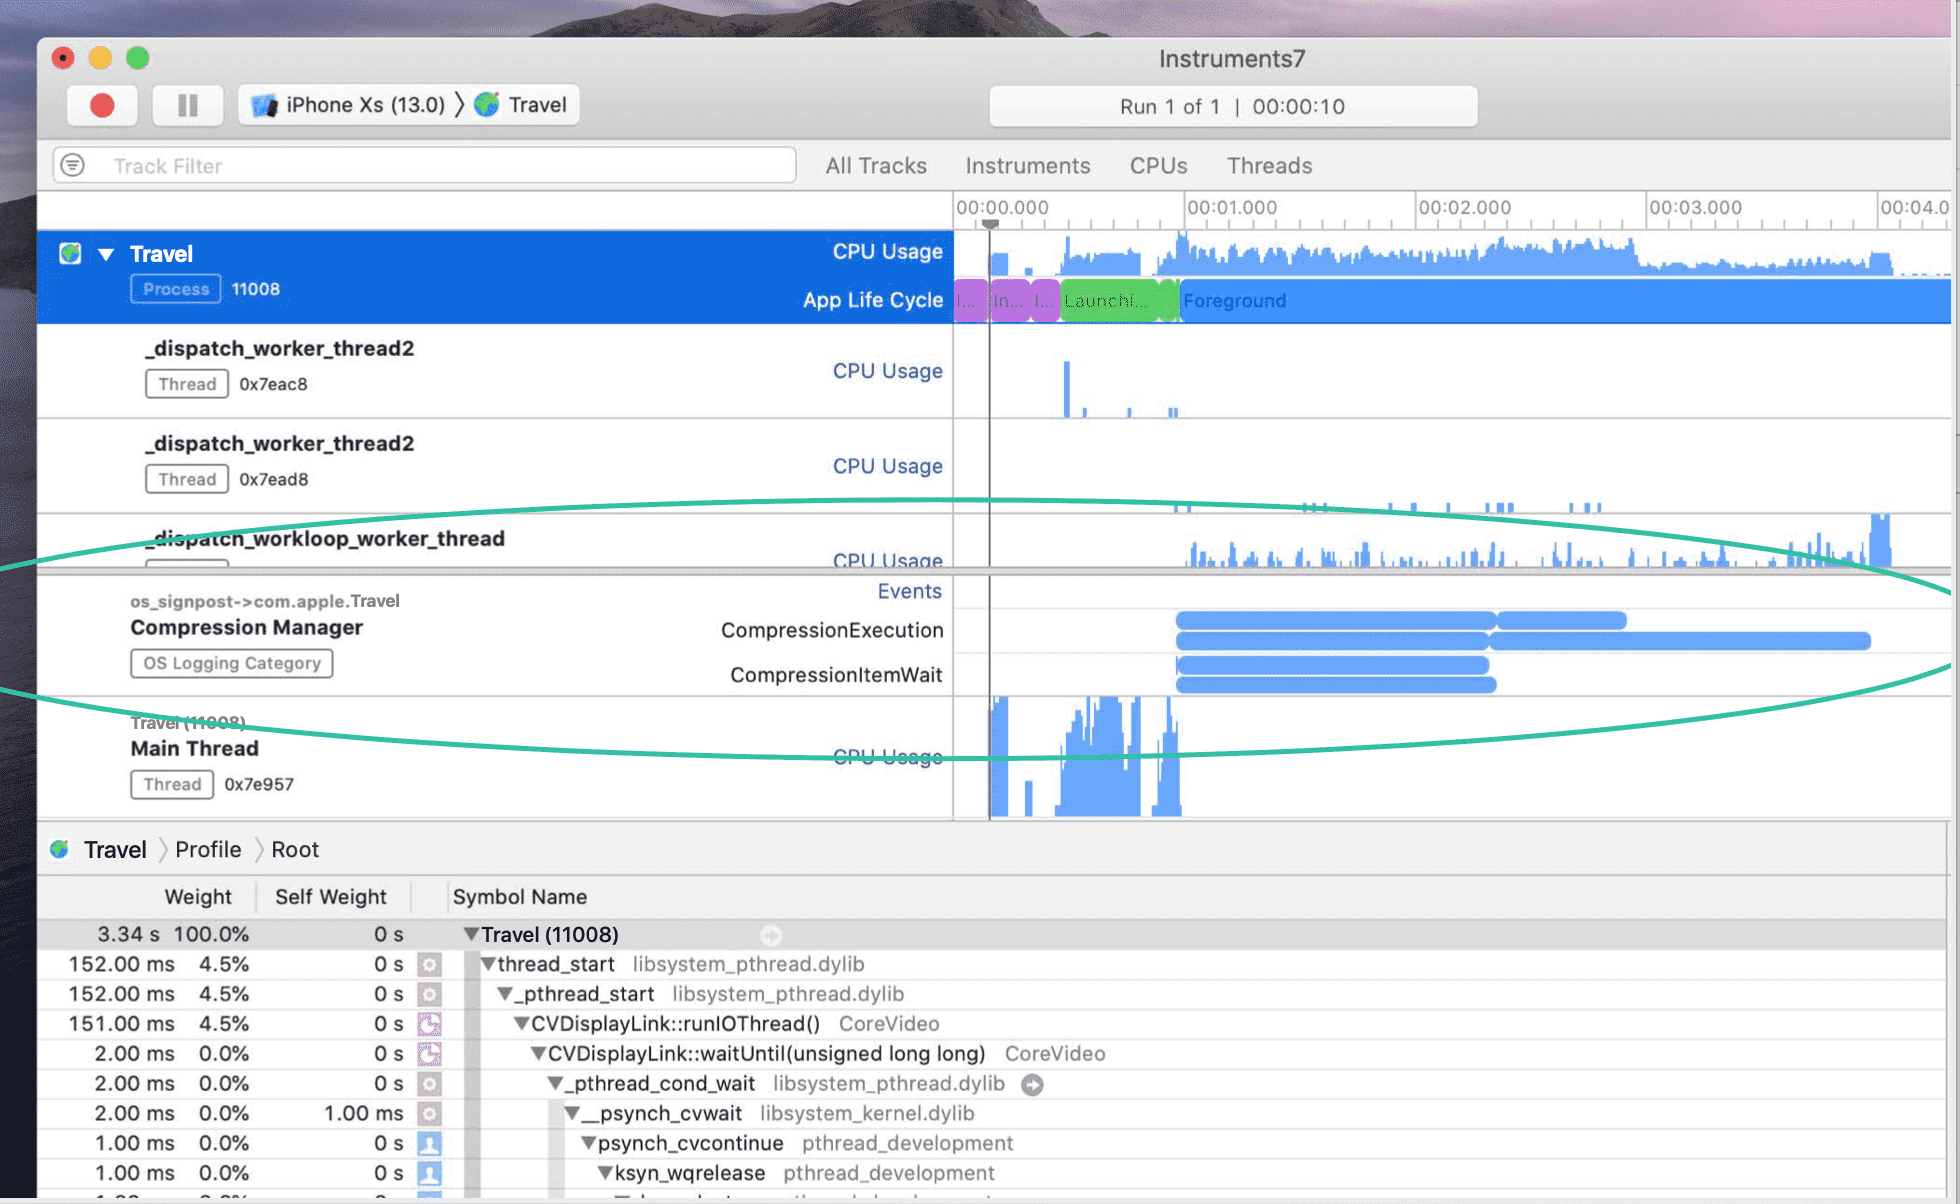 Instruments7
iPhone Xs (13.0) Travel
Run 1 of 1 | 00:00:10
Track Filter All Tracks Instruments CPUs Threads
00:00.000 00:01.000 00:02.000 00:03.000 00:04.0
Travel CPU Usage
Process 11008
App Life Cycle I... In... I... Launchi... Foreground
_dispatch_worker_thread2
CPU Usage
Thread 0x7eac8
_dispatch_worker_thread2
CPU Usage
Thread 0x7ead8
_dispatch_workloop_worker_thread
CPU Usage
Events
os_signpost->com.apple.Travel
Compression Manager CompressionExecution
OS Logging Category
CompressionItemWait
Travel (11008)
Main Thread
CPU Usage
Thread 0x7e957
Travel Profile Root
Weight Self Weight Symbol Name
3.34 s 100.0% 0 s Travel (11008)
152.00 ms 4.5% 0 s thread_start libsystem_pthread.dylib
152.00 ms 4.5% 0 s _pthread_start libsystem_pthread.dylib
151.00 ms 4.5% 0 s CVDisplayLink::runIOThread() CoreVideo
2.00 ms 0.0% 0 s CVDisplayLink::waitUntil(unsigned long long) CoreVideo
2.00 ms 0.0% 0 s _pthread_cond_wait libsystem_pthread.dylib
2.00 ms 0.0% 1.00 ms __psynch_cvwait libsystem_kernel.dylib
1.00 ms 0.0% 0 s psynch_cvcontinue pthread_development
1.00 ms 0.0% 0 s ksyn_wqrelease pthread_development